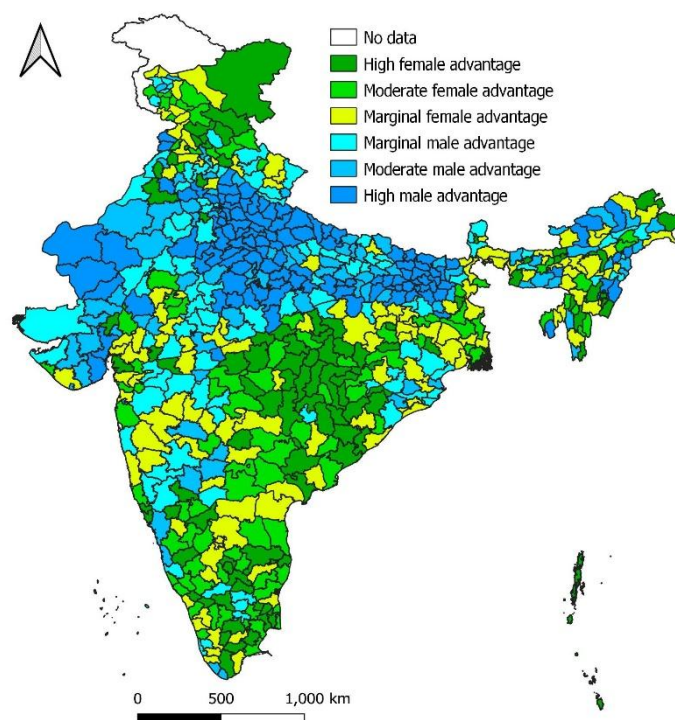 No data
High female advantage
Moderate female advantage
Marginal female advantage
Marginal male advantage
Moderate male advantage
High male advantage
0 500 1,000 km